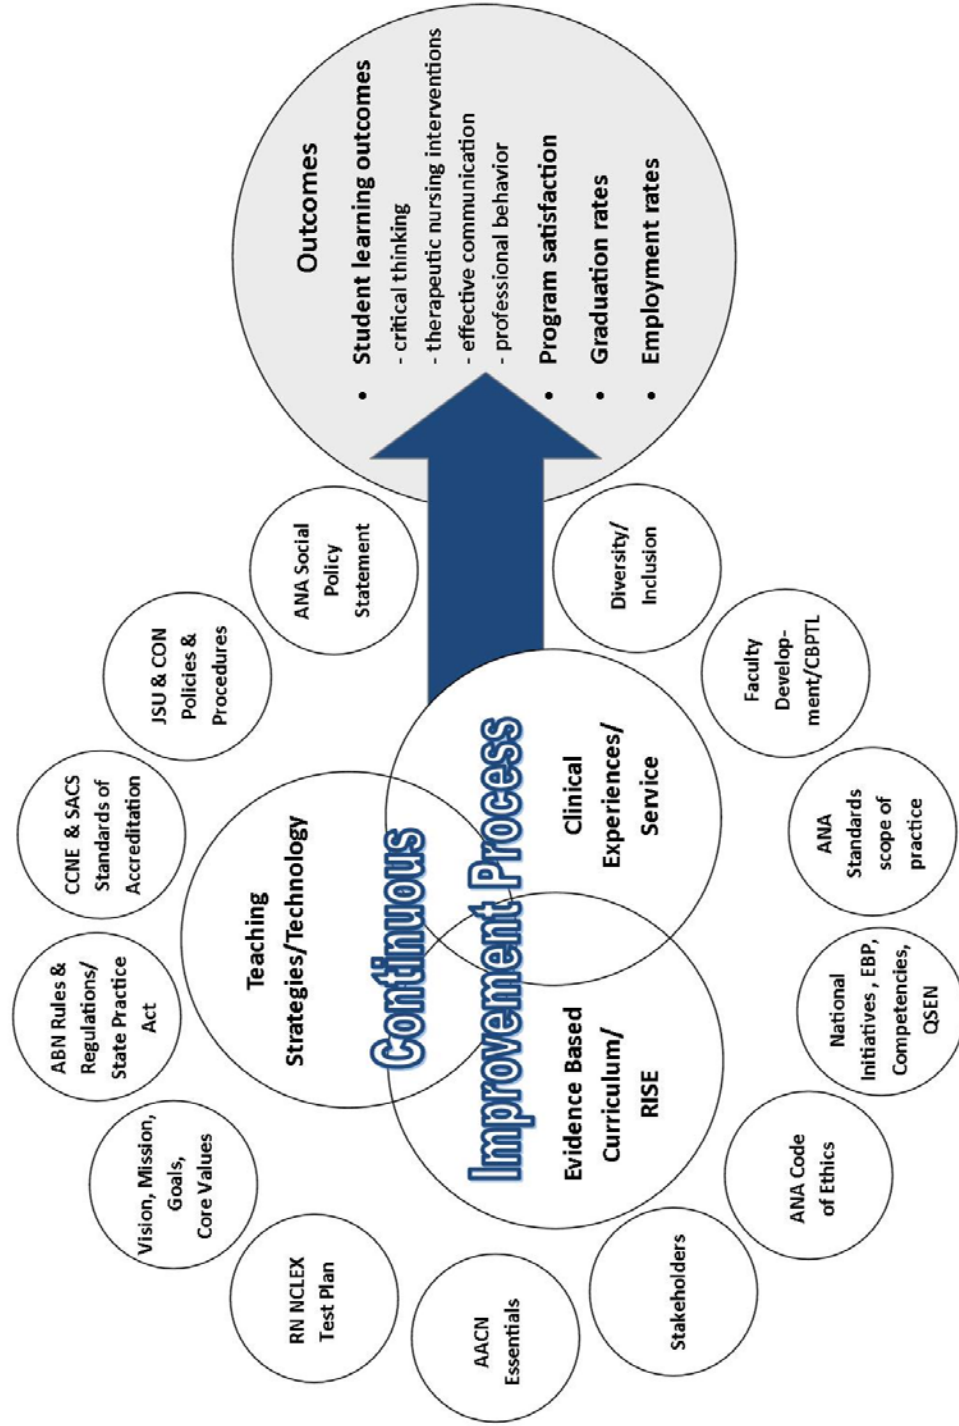 AACN
Essentials
RN NCLEX
Test Plan
Vision, Mission,
Goals,
Core Values
ABN Rules &
Regulations/
State Practice
Act
CCNE & SACS
Standards of
Accreditation
JSU & CON
Policies &
Procedures
ANA Social
Policy
Statement
Teaching
Strategies/Technology
Continuous
Improvement Process
Evidence Based
Curriculum/
RISE
Clinical
Experiences/
Service
Stakeholders
ANA Code
of Ethics
National
Initiatives , EBP,
Competencies,
QSEN
ANA
Standards
scope of
practice
Faculty
Develop-
ment/CBPTL
Diversity/
Inclusion
Outcomes
• Student learning outcomes
- critical thinking
- therapeutic nursing interventions
- effective communication
- professional behavior
• Program satisfaction
• Graduation rates
• Employment rates